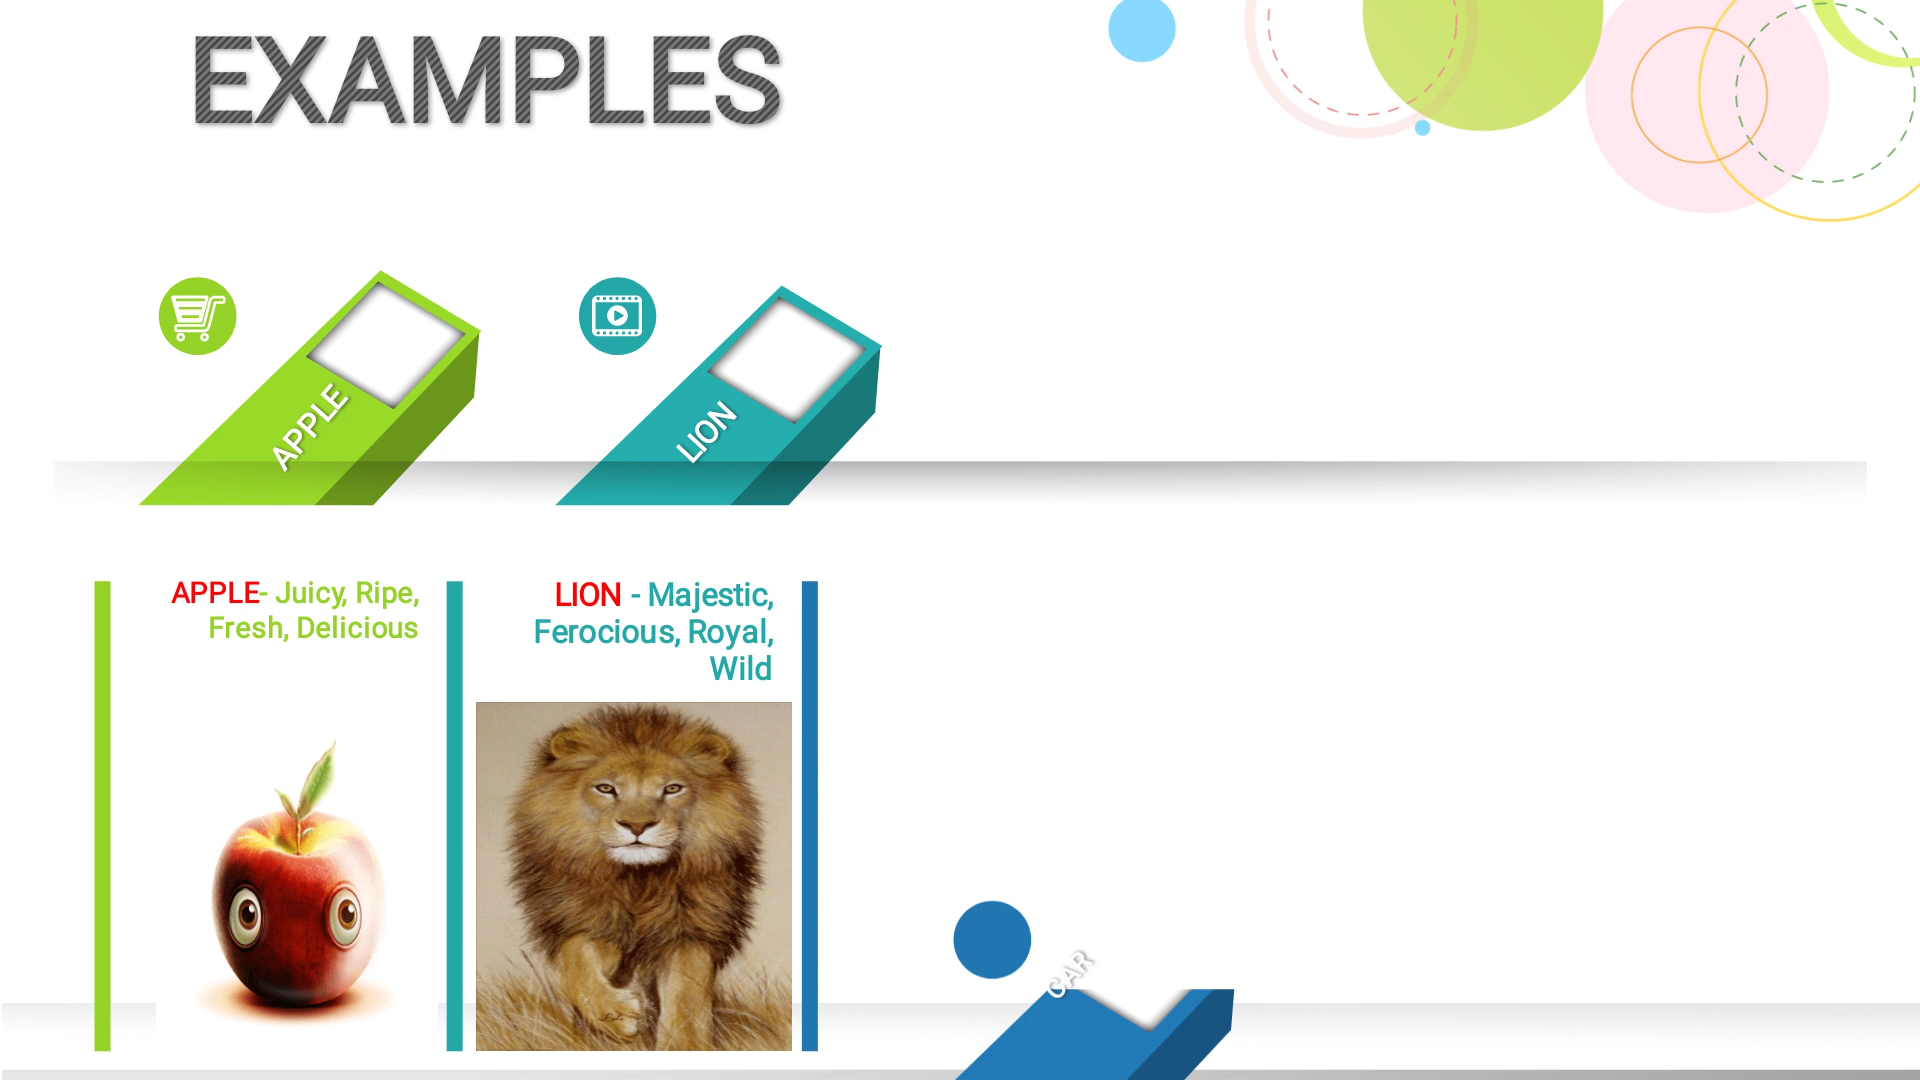 EXAMPLES
APPLE
LION
APPLE- Juicy, Ripe,
Fresh, Delicious
LION - Majestic,
Ferocious, Royal,
Wild
CAR